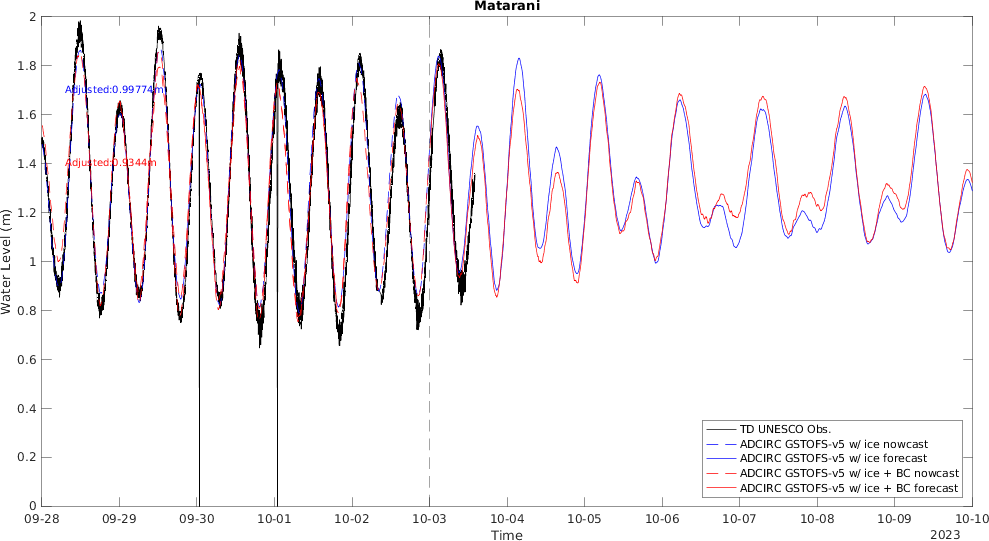 Matarani
2
1.8
1.6
1.4
1.2
1
0.8
0.6
0.4
0.2
0
Water Level (m)
Adjusted:0.99774m
Adjusted:0.9344m
TD UNESCO Obs.
ADCIRC GSTOFS-v5 w/ ice nowcast
ADCIRC GSTOFS-v5 w/ ice forecast
ADCIRC GSTOFS-v5 w/ ice + BC nowcast
ADCIRC GSTOFS-v5 w/ ice + BC forecast
09-28 09-29 09-30 10-01 10-02 10-03 10-04 10-05 10-06 10-07 10-08 10-09 10-10
Time
2023